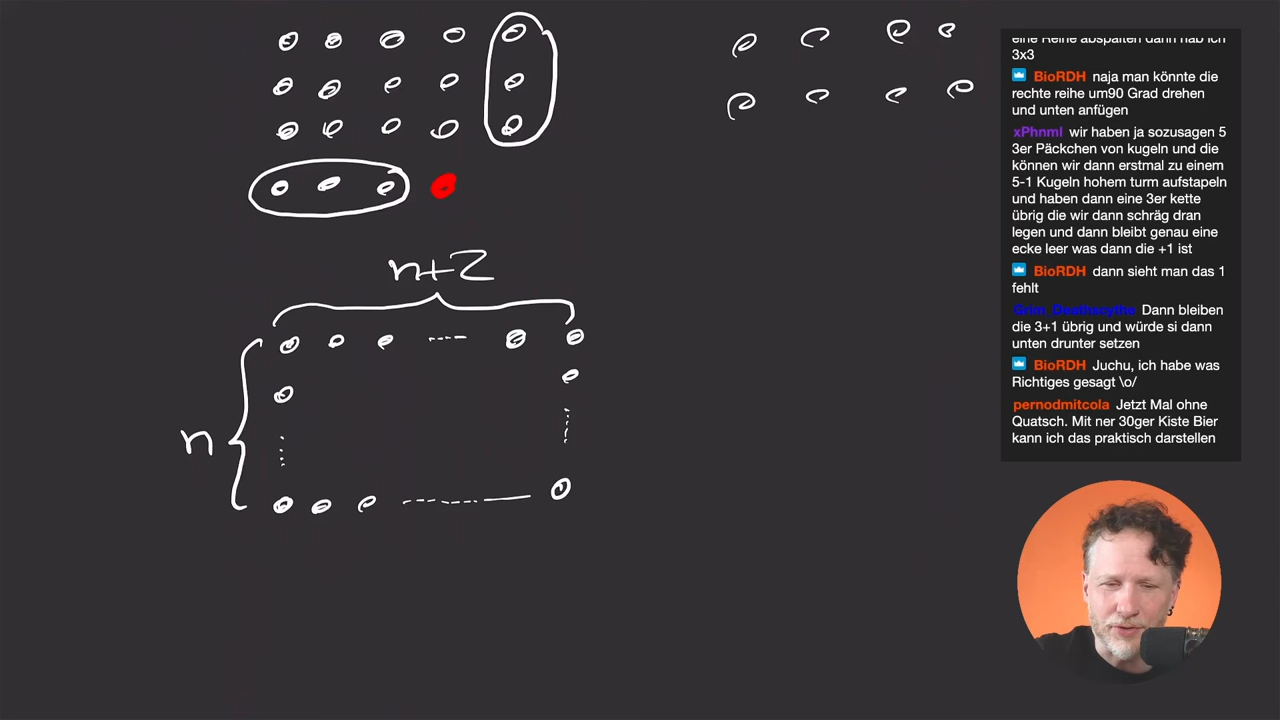 n+2
n
eine Reihe abspalten dann hab ich
3x3
BioRDH naja man könnte die
rechte reihe um90 Grad drehen
und unten anfügen
xPhnml wir haben ja sozusagen 5
3er Päckchen von kugeln und die
können wir dann erstmal zu einem
5-1 Kugeln hohem turm aufstapeln
und haben dann eine 3er kette
übrig die wir dann schräg dran
legen und dann bleibt genau eine
ecke leer was dann die +1 ist
BioRDH dann sieht man das 1
fehlt
Grim_Deathscythe Dann bleiben
die 3+1 übrig und würde si dann
unten drunter setzen
BioRDH Juchu, ich habe was
Richtiges gesagt \o/
pernodmitcola Jetzt Mal ohne
Quatsch. Mit ner 30ger Kiste Bier
kann ich das praktisch darstellen